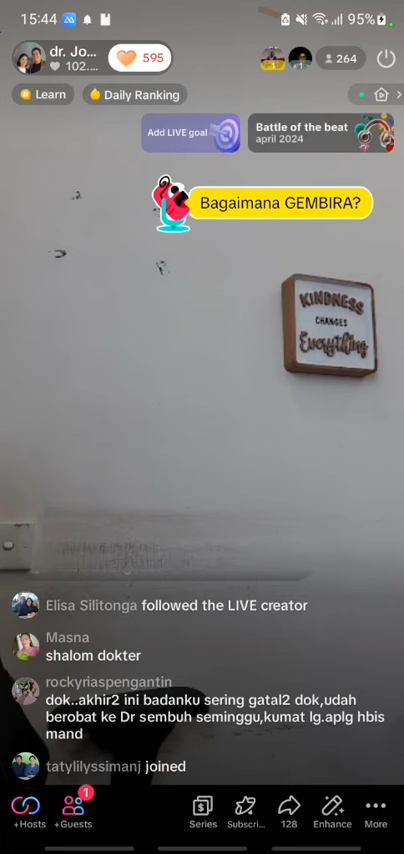 15:44
95%
dr. Jo...
102....
595
264
Learn
Daily Ranking
Add LIVE goal
Battle of the beat
april 2024
Bagaimana GEMBIRA?
KINDNESS
CHANGES
Everything
Elisa Silitonga followed the LIVE creator
Masna
shalom dokter
rockyriaspengantin
dok..akhir2 ini badanku sering gatal2 dok,udah
berobat ke Dr sembuh seminggu,kumat lg.aplg hbis
mand
tatylilyssimanj joined
1
+Hosts
+Guests
Series
Subscri...
128
Enhance
More